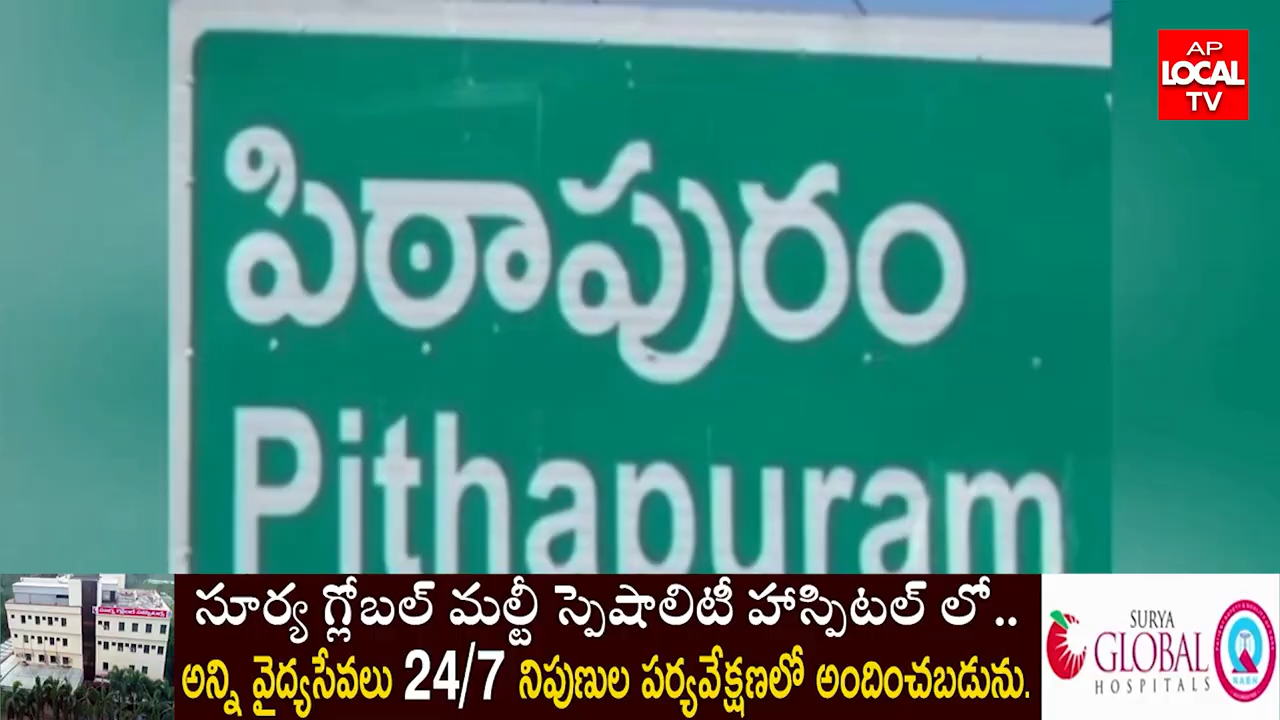 AP
LOCAL
TV
పిఠాపురం
Pithapuram
సూర్య గ్లోబల్ మల్టీ స్పెషాలిటీ హాస్పిటల్ లో..
అన్ని వైద్యసేవలు 24/7 నిపుణుల పర్యవేక్షణలో అందించబడును.
SURYA
GLOBAL
HOSPITALS